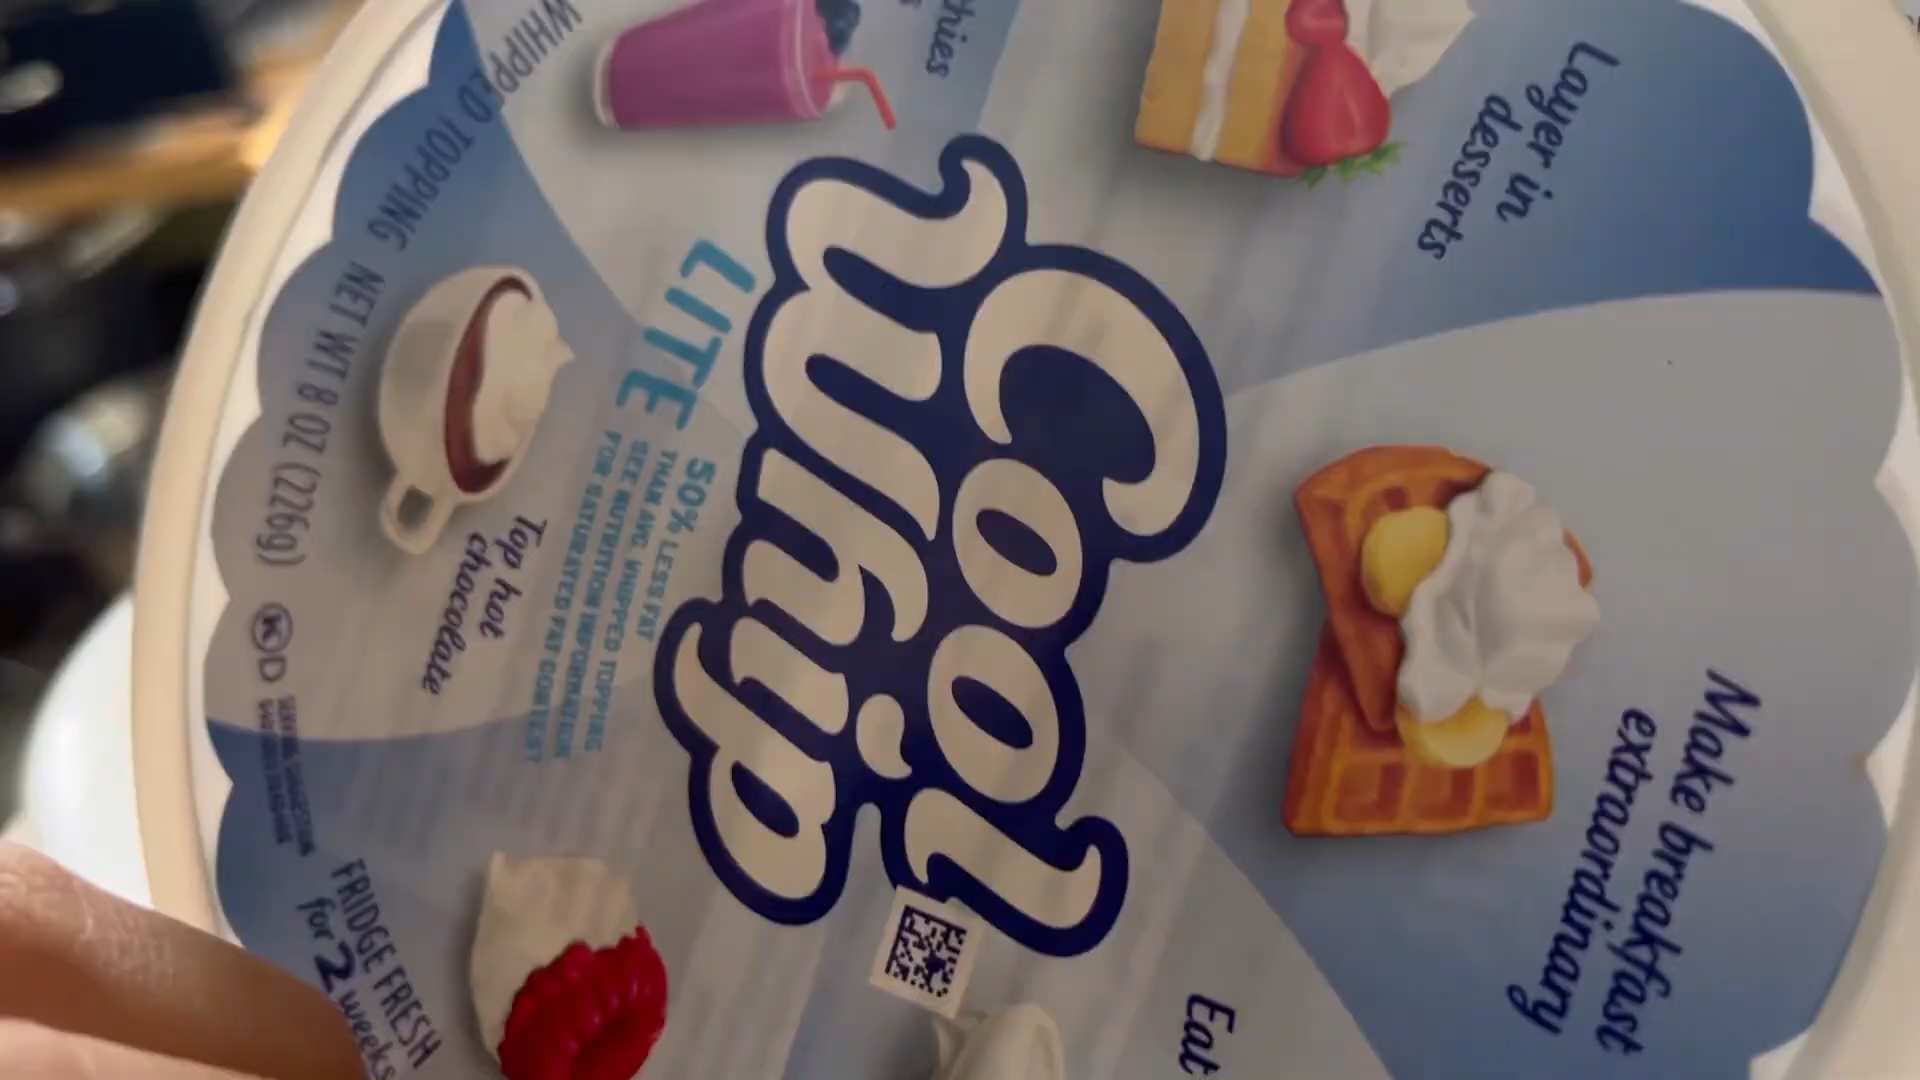 Cool
Whip
LITE
50% LESS FAT
THAN AVG. WHIPPED TOPPING
SEE NUTRITION INFORMATION
FOR SATURATED FAT CONTENT
Layer in
desserts
Make breakfast
extraordinary
Eat
Top hot
chocolate
WHIPPED TOPPING NET WT 8 OZ (226g)
K D
FRIDGE FRESH
for 2 weeks